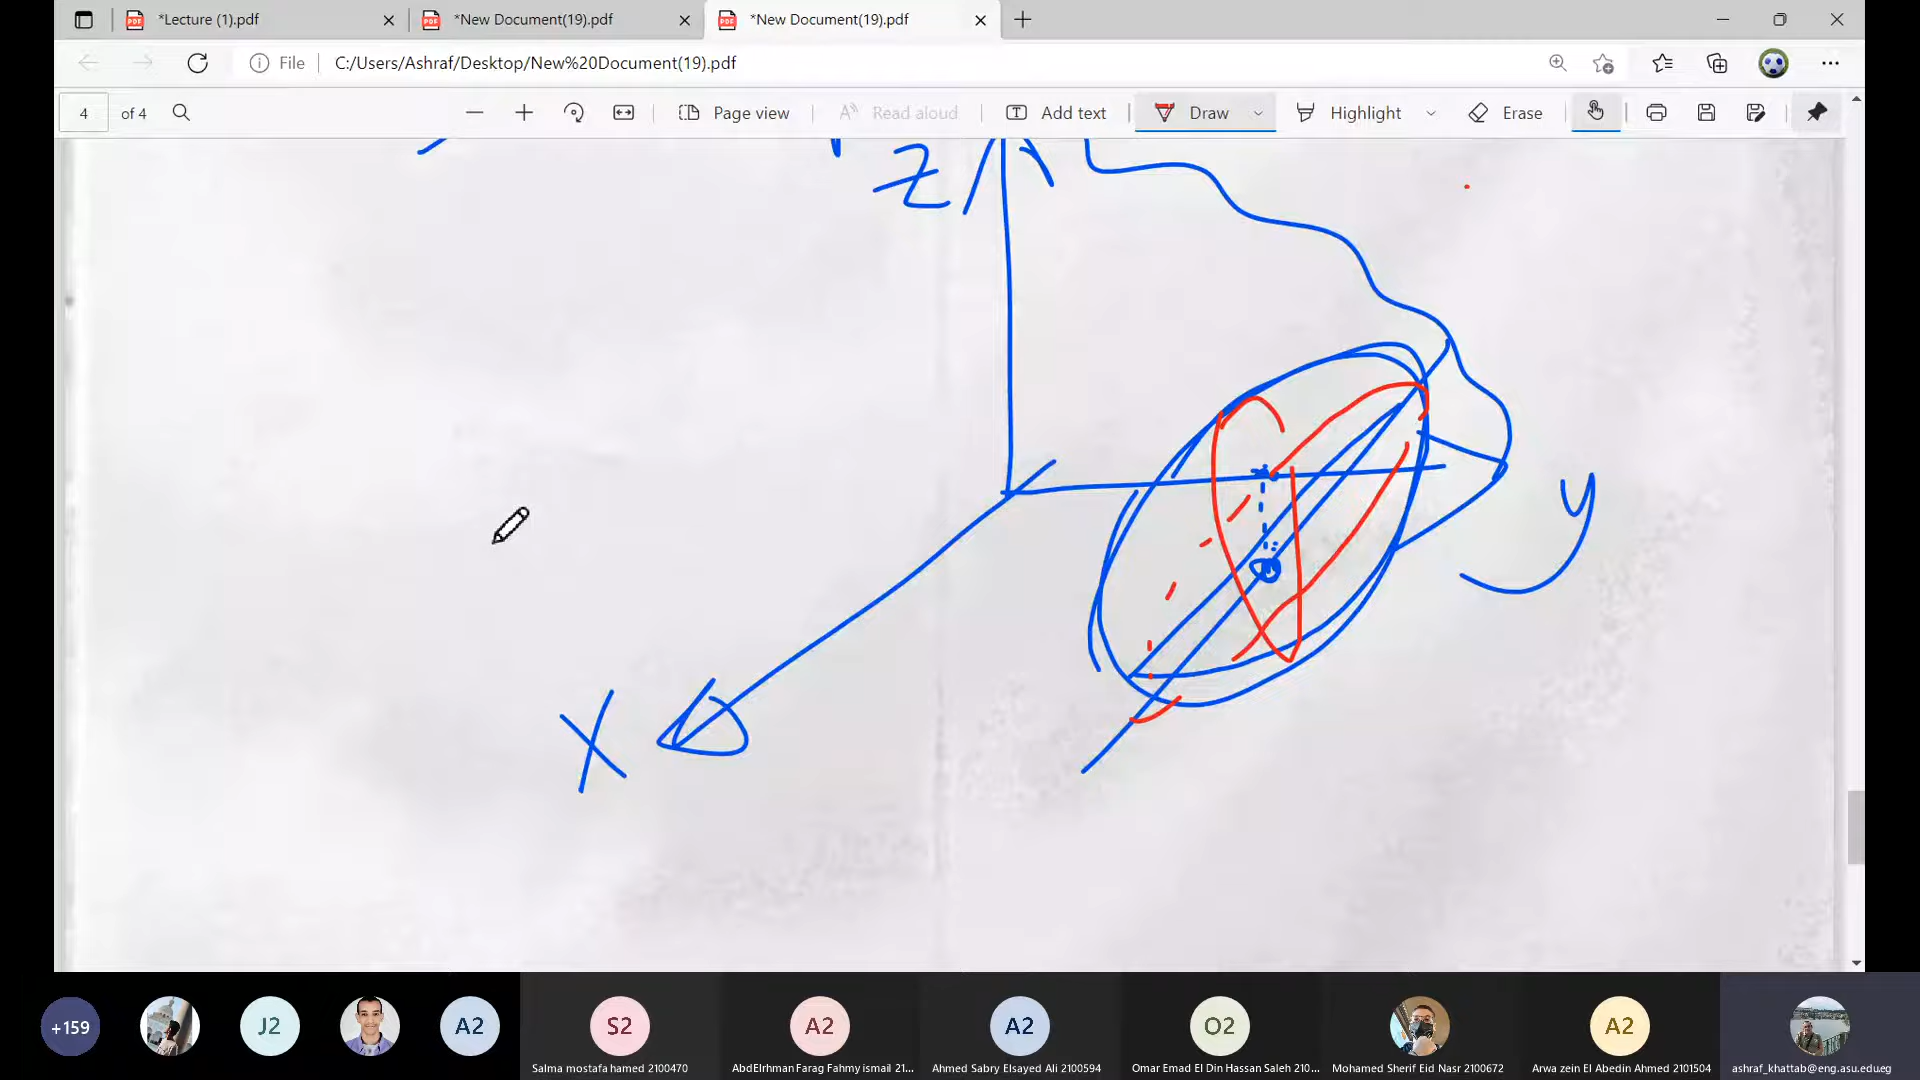 *Lecture (1).pdf
*New Document(19).pdf
*New Document(19).pdf
File
C:/Users/Ashraf/Desktop/New%20Document(19).pdf
4 of 4
Page view
Read aloud
Add text
Draw
Highlight
Erase
z
y
X
+159
J2
A2
S2
A2
A2
O2
A2
Salma mostafa hamed 2100470
AbdElrhman Farag Fahmy ismail 21...
Ahmed Sabry Elsayed Ali 2100594
Omar Emad El Din Hassan Saleh 210...
Mohamed Sherif Eid Nasr 2100672
Arwa zein El Abedin Ahmed 2101504
ashraf_khattab@eng.asu.edu.eg